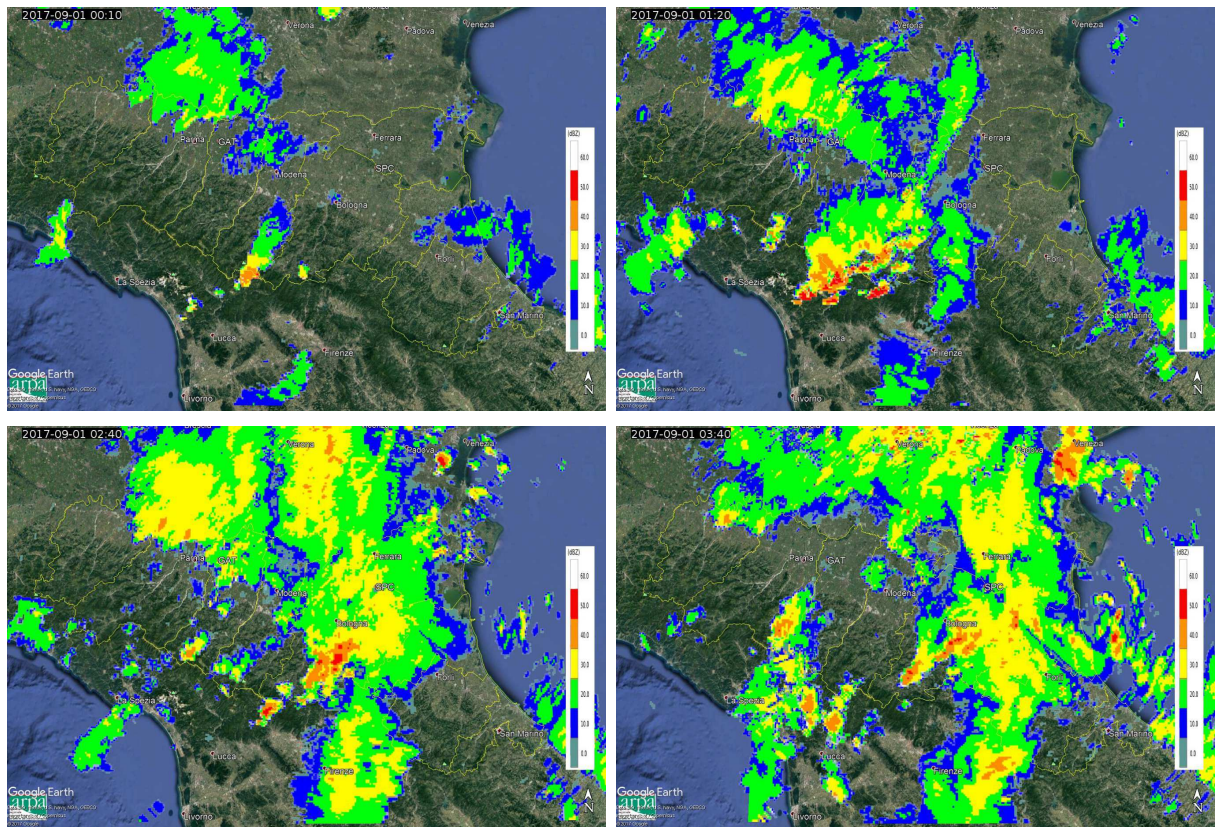 2017-09-01 00:10
Verona
Padova
Venezia
Parma
GAT
Ferrara
Modena
SPC
Bologna
Forlì
La Spezia
San Marino
Lucca
Firenze
Livorno
(dBZ)
60.0
50.0
40.0
30.0
20.0
10.0
0.0
Google Earth
arpa
N
2017-09-01 01:20
Verona
Padova
Venezia
Parma
GAT
Ferrara
Modena
SPC
Bologna
Forlì
La Spezia
San Marino
Lucca
Firenze
Livorno
(dBZ)
60.0
50.0
40.0
30.0
20.0
10.0
0.0
Google Earth
arpa
N
2017-09-01 02:40
Verona
Padova
Venezia
Parma
GAT
Ferrara
Modena
SPC
Bologna
Forlì
La Spezia
San Marino
Lucca
Firenze
Livorno
(dBZ)
60.0
50.0
40.0
30.0
20.0
10.0
0.0
Google Earth
arpa
N
2017-09-01 03:40
Verona
Padova
Venezia
Parma
GAT
Ferrara
Modena
SPC
Bologna
Forlì
La Spezia
San Marino
Lucca
Firenze
Livorno
(dBZ)
60.0
50.0
40.0
30.0
20.0
10.0
0.0
Google Earth
arpa
N